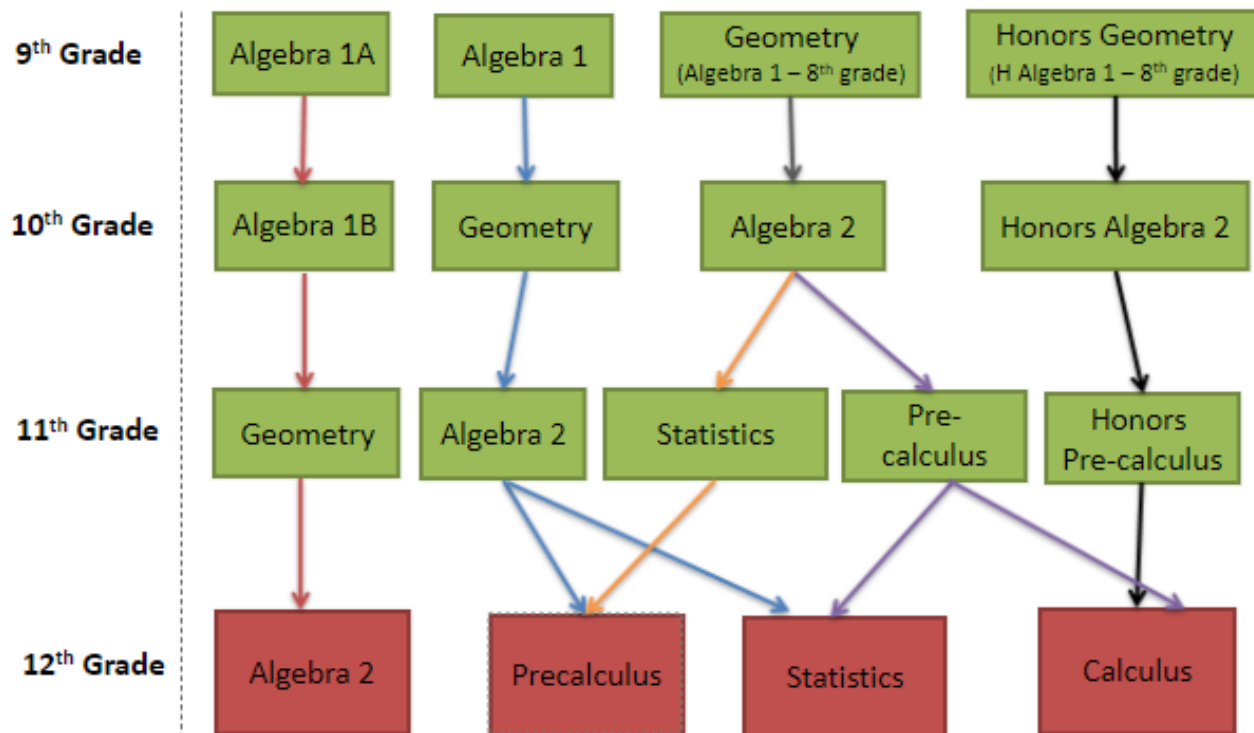 9th Grade
Algebra 1A
Algebra 1
Geometry
(Algebra 1 – 8th grade)
Honors Geometry
(H Algebra 1 – 8th grade)
10th Grade
Algebra 1B
Geometry
Algebra 2
Honors Algebra 2
11th Grade
Geometry
Algebra 2
Statistics
Pre-
calculus
Honors
Pre-calculus
12th Grade
Algebra 2
Precalculus
Statistics
Calculus